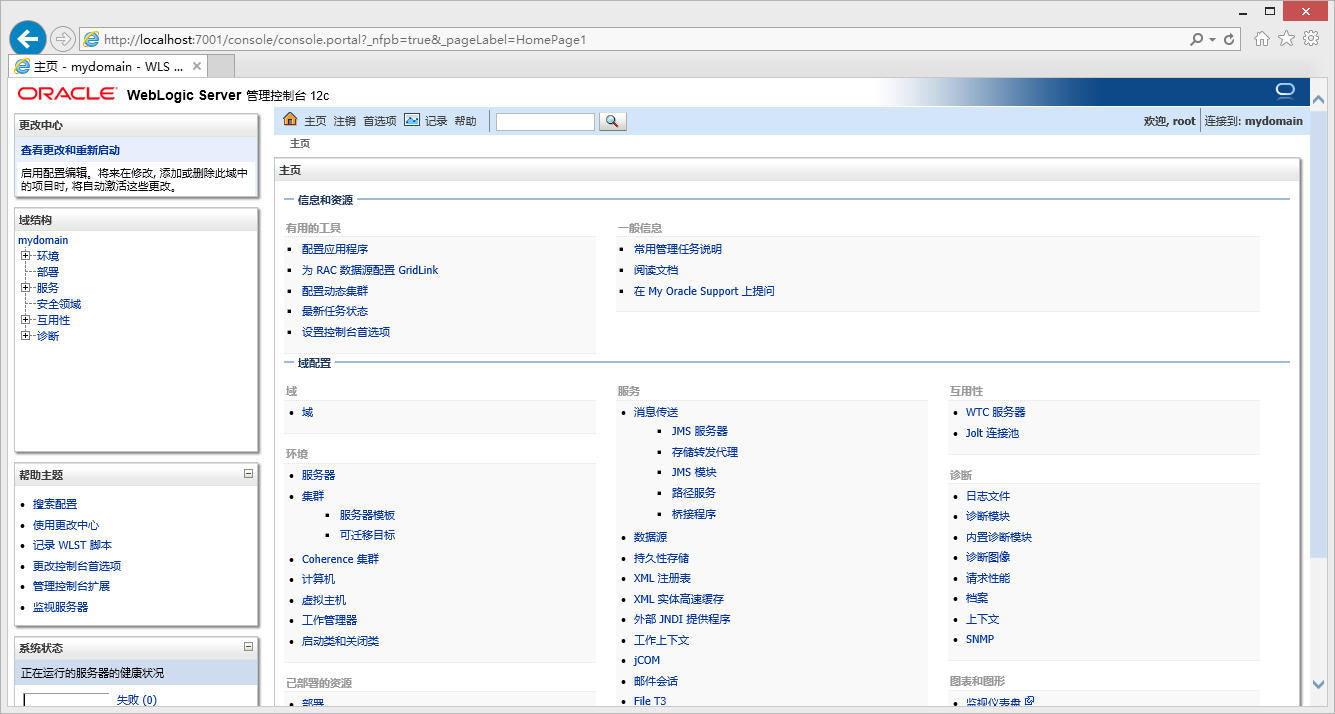 http://localhost:7001/console/console.portal?_nfpb=true&_pageLabel=HomePage1
主页 - mydomain - WLS ...
ORACLE WebLogic Server 管理控制台 12c
更改中心
查看更改和重新启动
启用配置编辑。将来在修改, 添加或删除此域中
的项目时, 将自动激活这些更改。
域结构
mydomain
环境
部署
服务
安全领域
互用性
诊断
帮助主题
搜索配置
使用更改中心
记录 WLST 脚本
更改控制台首选项
管理控制台扩展
监视服务器
系统状态
正在运行的服务器的健康状况
失败 (0)
主页 注销 首选项 记录 帮助
欢迎, root 连接到: mydomain
主页
主页
信息和资源
有用的工具
配置应用程序
为 RAC 数据源配置 GridLink
配置动态集群
最新任务状态
设置控制台首选项
一般信息
常用管理任务说明
阅读文档
在 My Oracle Support 上提问
域配置
域
域
环境
服务器
集群
服务器模板
可迁移目标
Coherence 集群
计算机
虚拟主机
工作管理器
启动类和关闭类
已部署的资源
部署
服务
消息传送
JMS 服务器
存储转发代理
JMS 模块
路径服务
桥接程序
数据源
持久性存储
XML 注册表
XML 实体高速缓存
外部 JNDI 提供程序
工作上下文
jCOM
邮件会话
File T3
互用性
WTC 服务器
Jolt 连接池
诊断
日志文件
诊断模块
内置诊断模块
诊断图像
请求性能
档案
上下文
SNMP
图表和图形
监视仪表盘